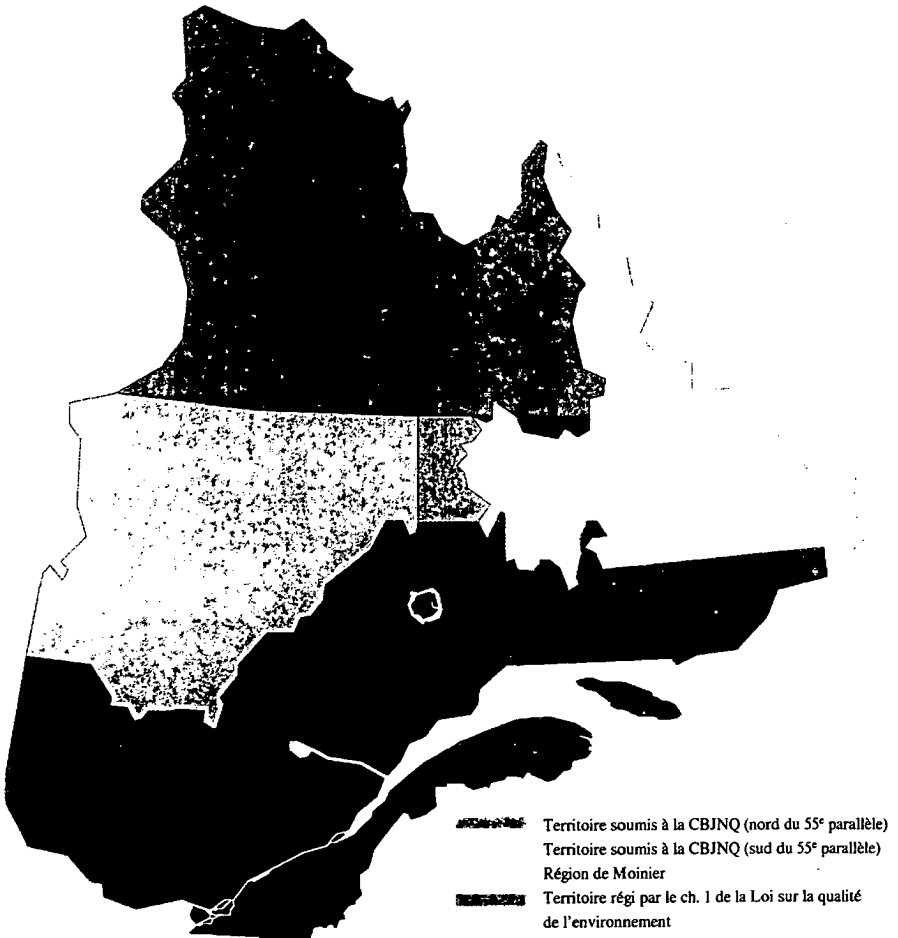 Territoire soumis à la CBJNQ (nord du 55e parallèle)
Territoire soumis à la CBJNQ (sud du 55e parallèle)
Région de Moinier
Territoire régi par le ch. 1 de la Loi sur la qualité
de l'environnement